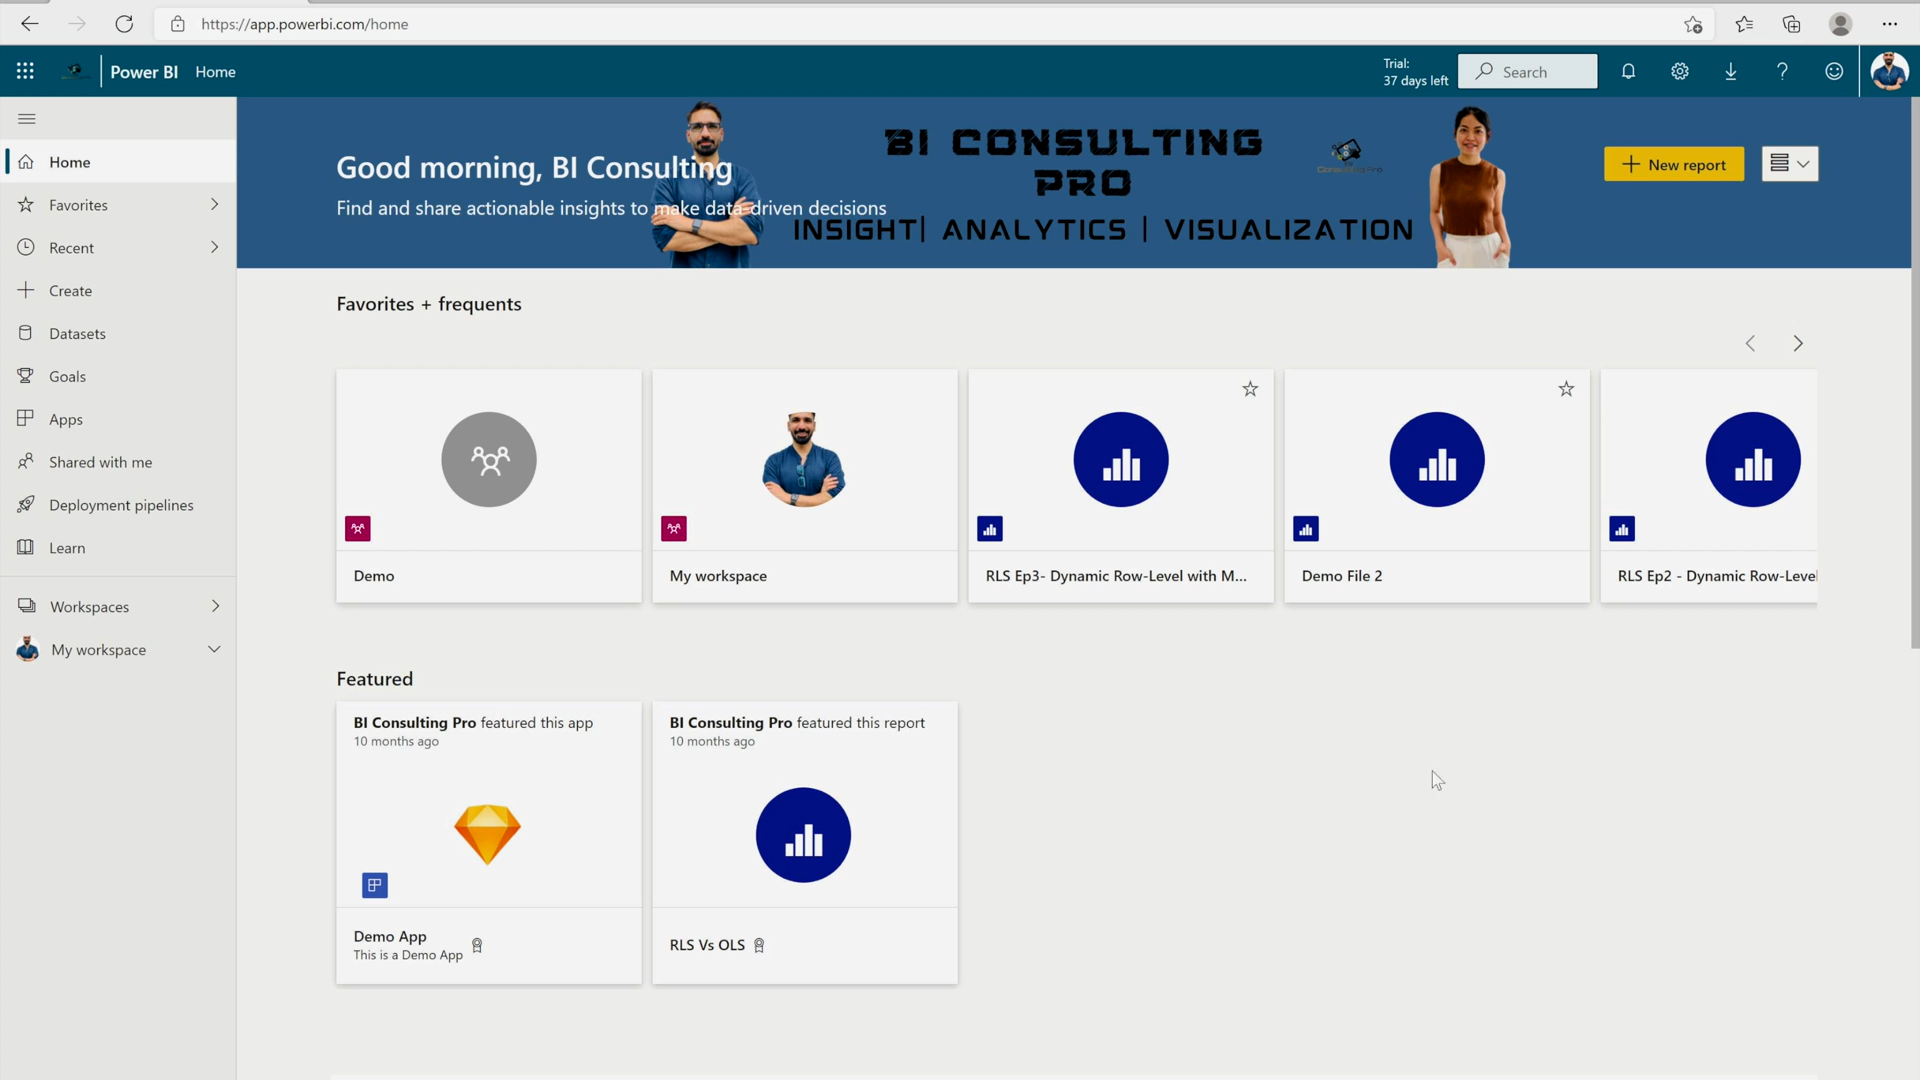 https://app.powerbi.com/home
Power BI
Home
Trial:
37 days left
Search
Home
Favorites
Recent
Create
Datasets
Goals
Apps
Shared with me
Deployment pipelines
Learn
Workspaces
My workspace
Good morning, BI Consulting
Find and share actionable insights to make data-driven decisions
BI CONSULTING
PRO
INSIGHT| ANALYTICS | VISUALIZATION
New report
Favorites + frequents
Demo
My workspace
RLS Ep3- Dynamic Row-Level with M...
Demo File 2
RLS Ep2 - Dynamic Row-Level
Featured
BI Consulting Pro featured this app
10 months ago
Demo App
This is a Demo App
BI Consulting Pro featured this report
10 months ago
RLS Vs OLS